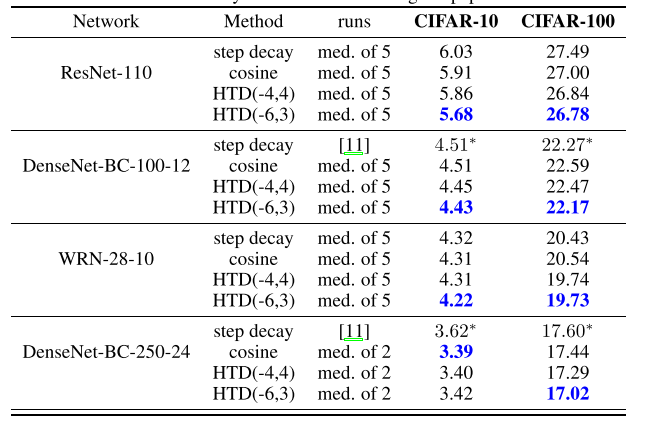 Network Method runs CIFAR-10 CIFAR-100
step decay med. of 5 6.03 27.49
ResNet-110 cosine med. of 5 5.91 27.00
HTD(-4,4) med. of 5 5.86 26.84
HTD(-6,3) med. of 5 5.68 26.78
step decay [11] 4.51* 22.27*
DenseNet-BC-100-12 cosine med. of 5 4.51 22.59
HTD(-4,4) med. of 5 4.45 22.47
HTD(-6,3) med. of 5 4.43 22.17
step decay med. of 5 4.32 20.43
WRN-28-10 cosine med. of 5 4.31 20.54
HTD(-4,4) med. of 5 4.31 19.74
HTD(-6,3) med. of 5 4.22 19.73
step decay [11] 3.62* 17.60*
DenseNet-BC-250-24 cosine med. of 2 3.39 17.44
HTD(-4,4) med. of 2 3.40 17.29
HTD(-6,3) med. of 2 3.42 17.02